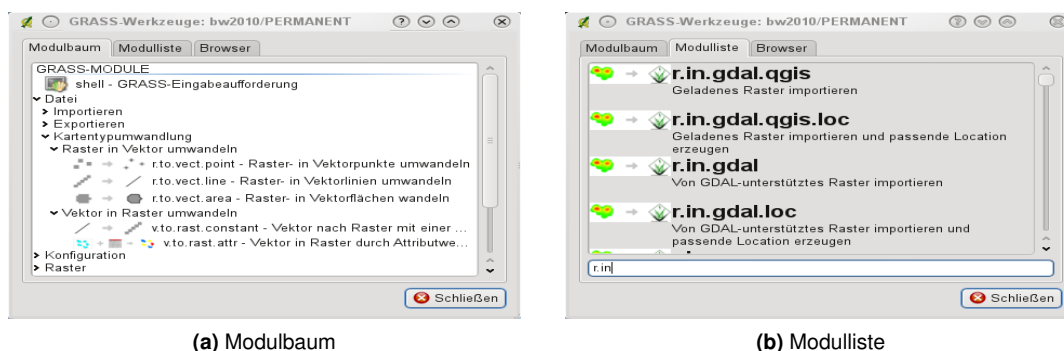 GRASS-Werkzeuge: bw2010/PERMANENT
Modulbaum Modulliste Browser
GRASS-MODULE
shell - GRASS-Eingabeaufforderung
Datei
Importieren
Exportieren
Kartentypumwandlung
Raster in Vektor umwandeln
r.to.vect.point - Raster- in Vektorpunkte umwandeln
r.to.vect.line - Raster- in Vektorlinien umwandeln
r.to.vect.area - Raster- in Vektorflächen wandeln
Vektor in Raster umwandeln
v.to.rast.constant - Vektor nach Raster mit einer ...
v.to.rast.attr - Vektor in Raster durch Attributwe...
Konfiguration
Raster
Schließen
(a) Modulbaum
GRASS-Werkzeuge: bw2010/PERMANENT
Modulbaum Modulliste Browser
r.in.gdal.qgis
Geladenes Raster importieren
r.in.gdal.qgis.loc
Geladenes Raster importieren und passende Location
erzeugen
r.in.gdal
Von GDAL-unterstütztes Raster importieren
r.in.gdal.loc
Von GDAL-unterstütztes Raster importieren und
passende Location erzeugen
r.in
Schließen
(b) Modulliste